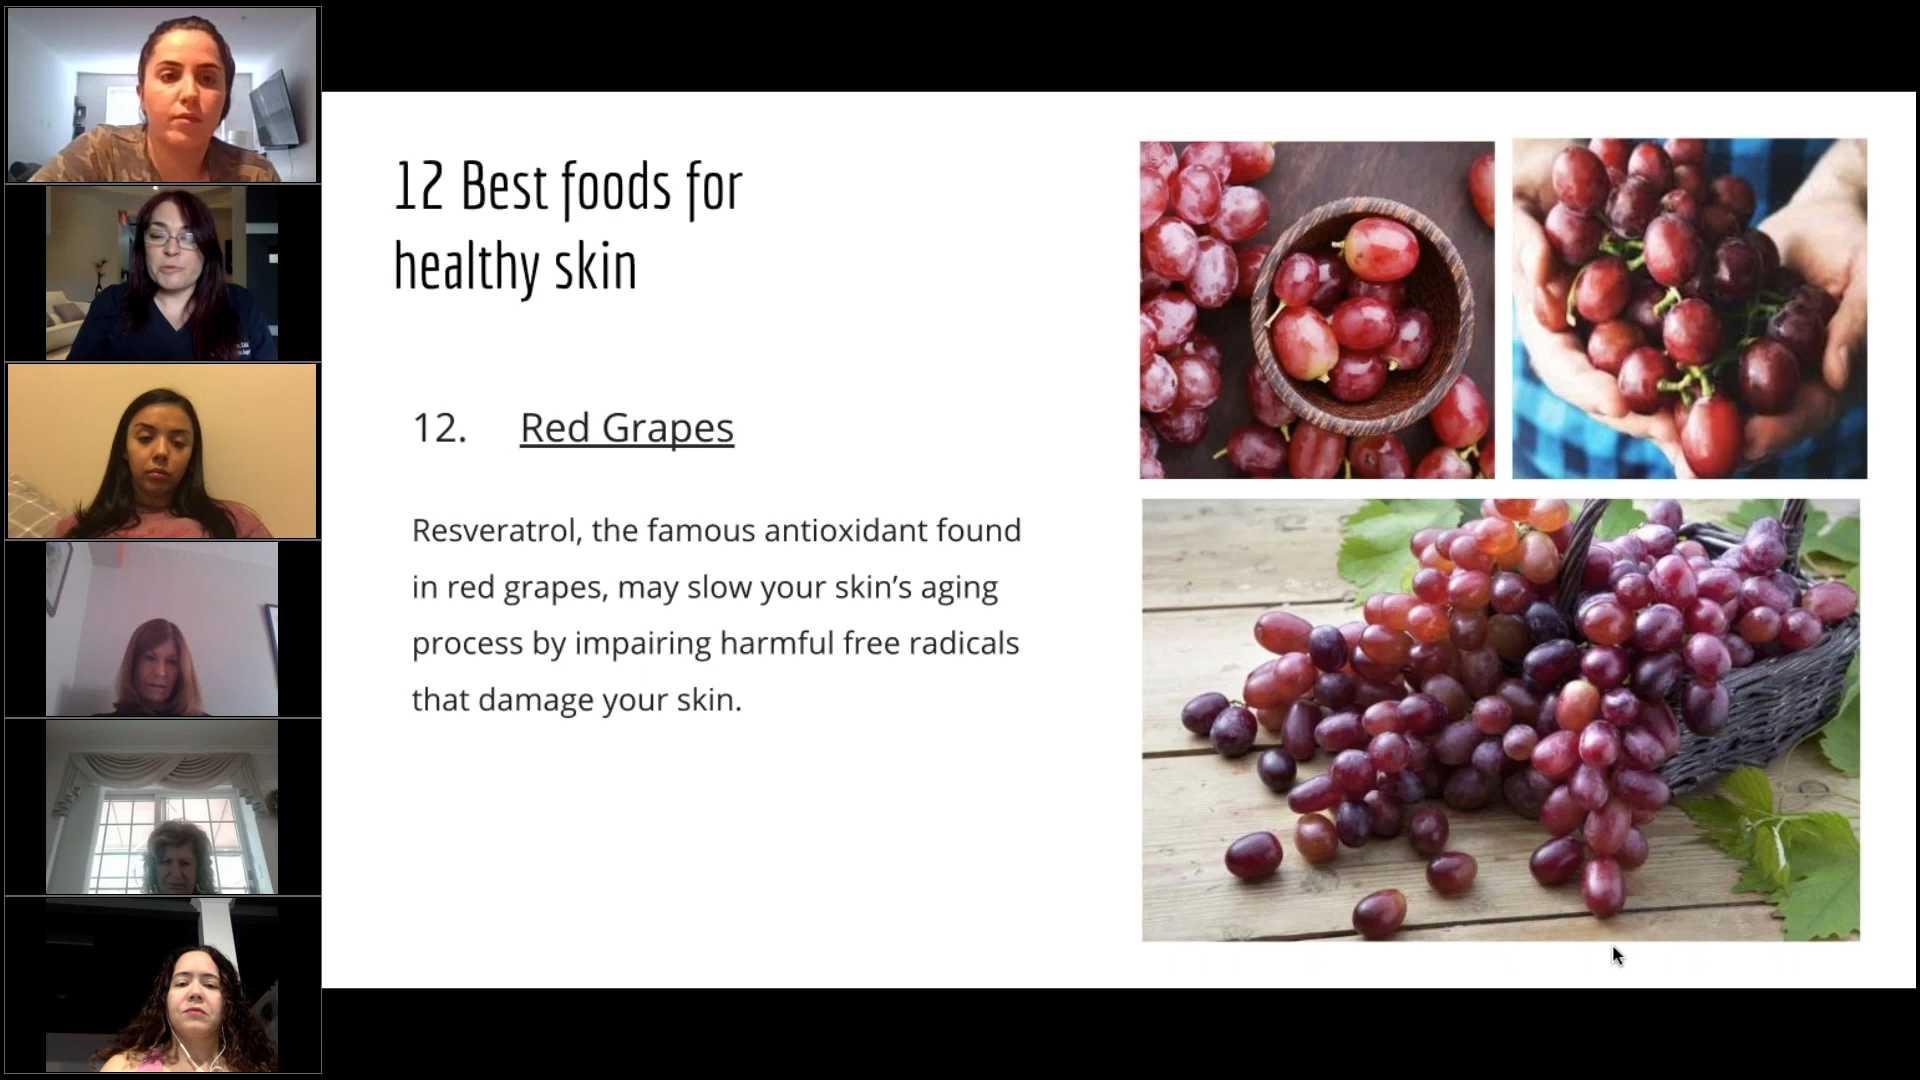 12 Best foods for
healthy skin
12. Red Grapes
Resveratrol, the famous antioxidant found
in red grapes, may slow your skin’s aging
process by impairing harmful free radicals
that damage your skin.